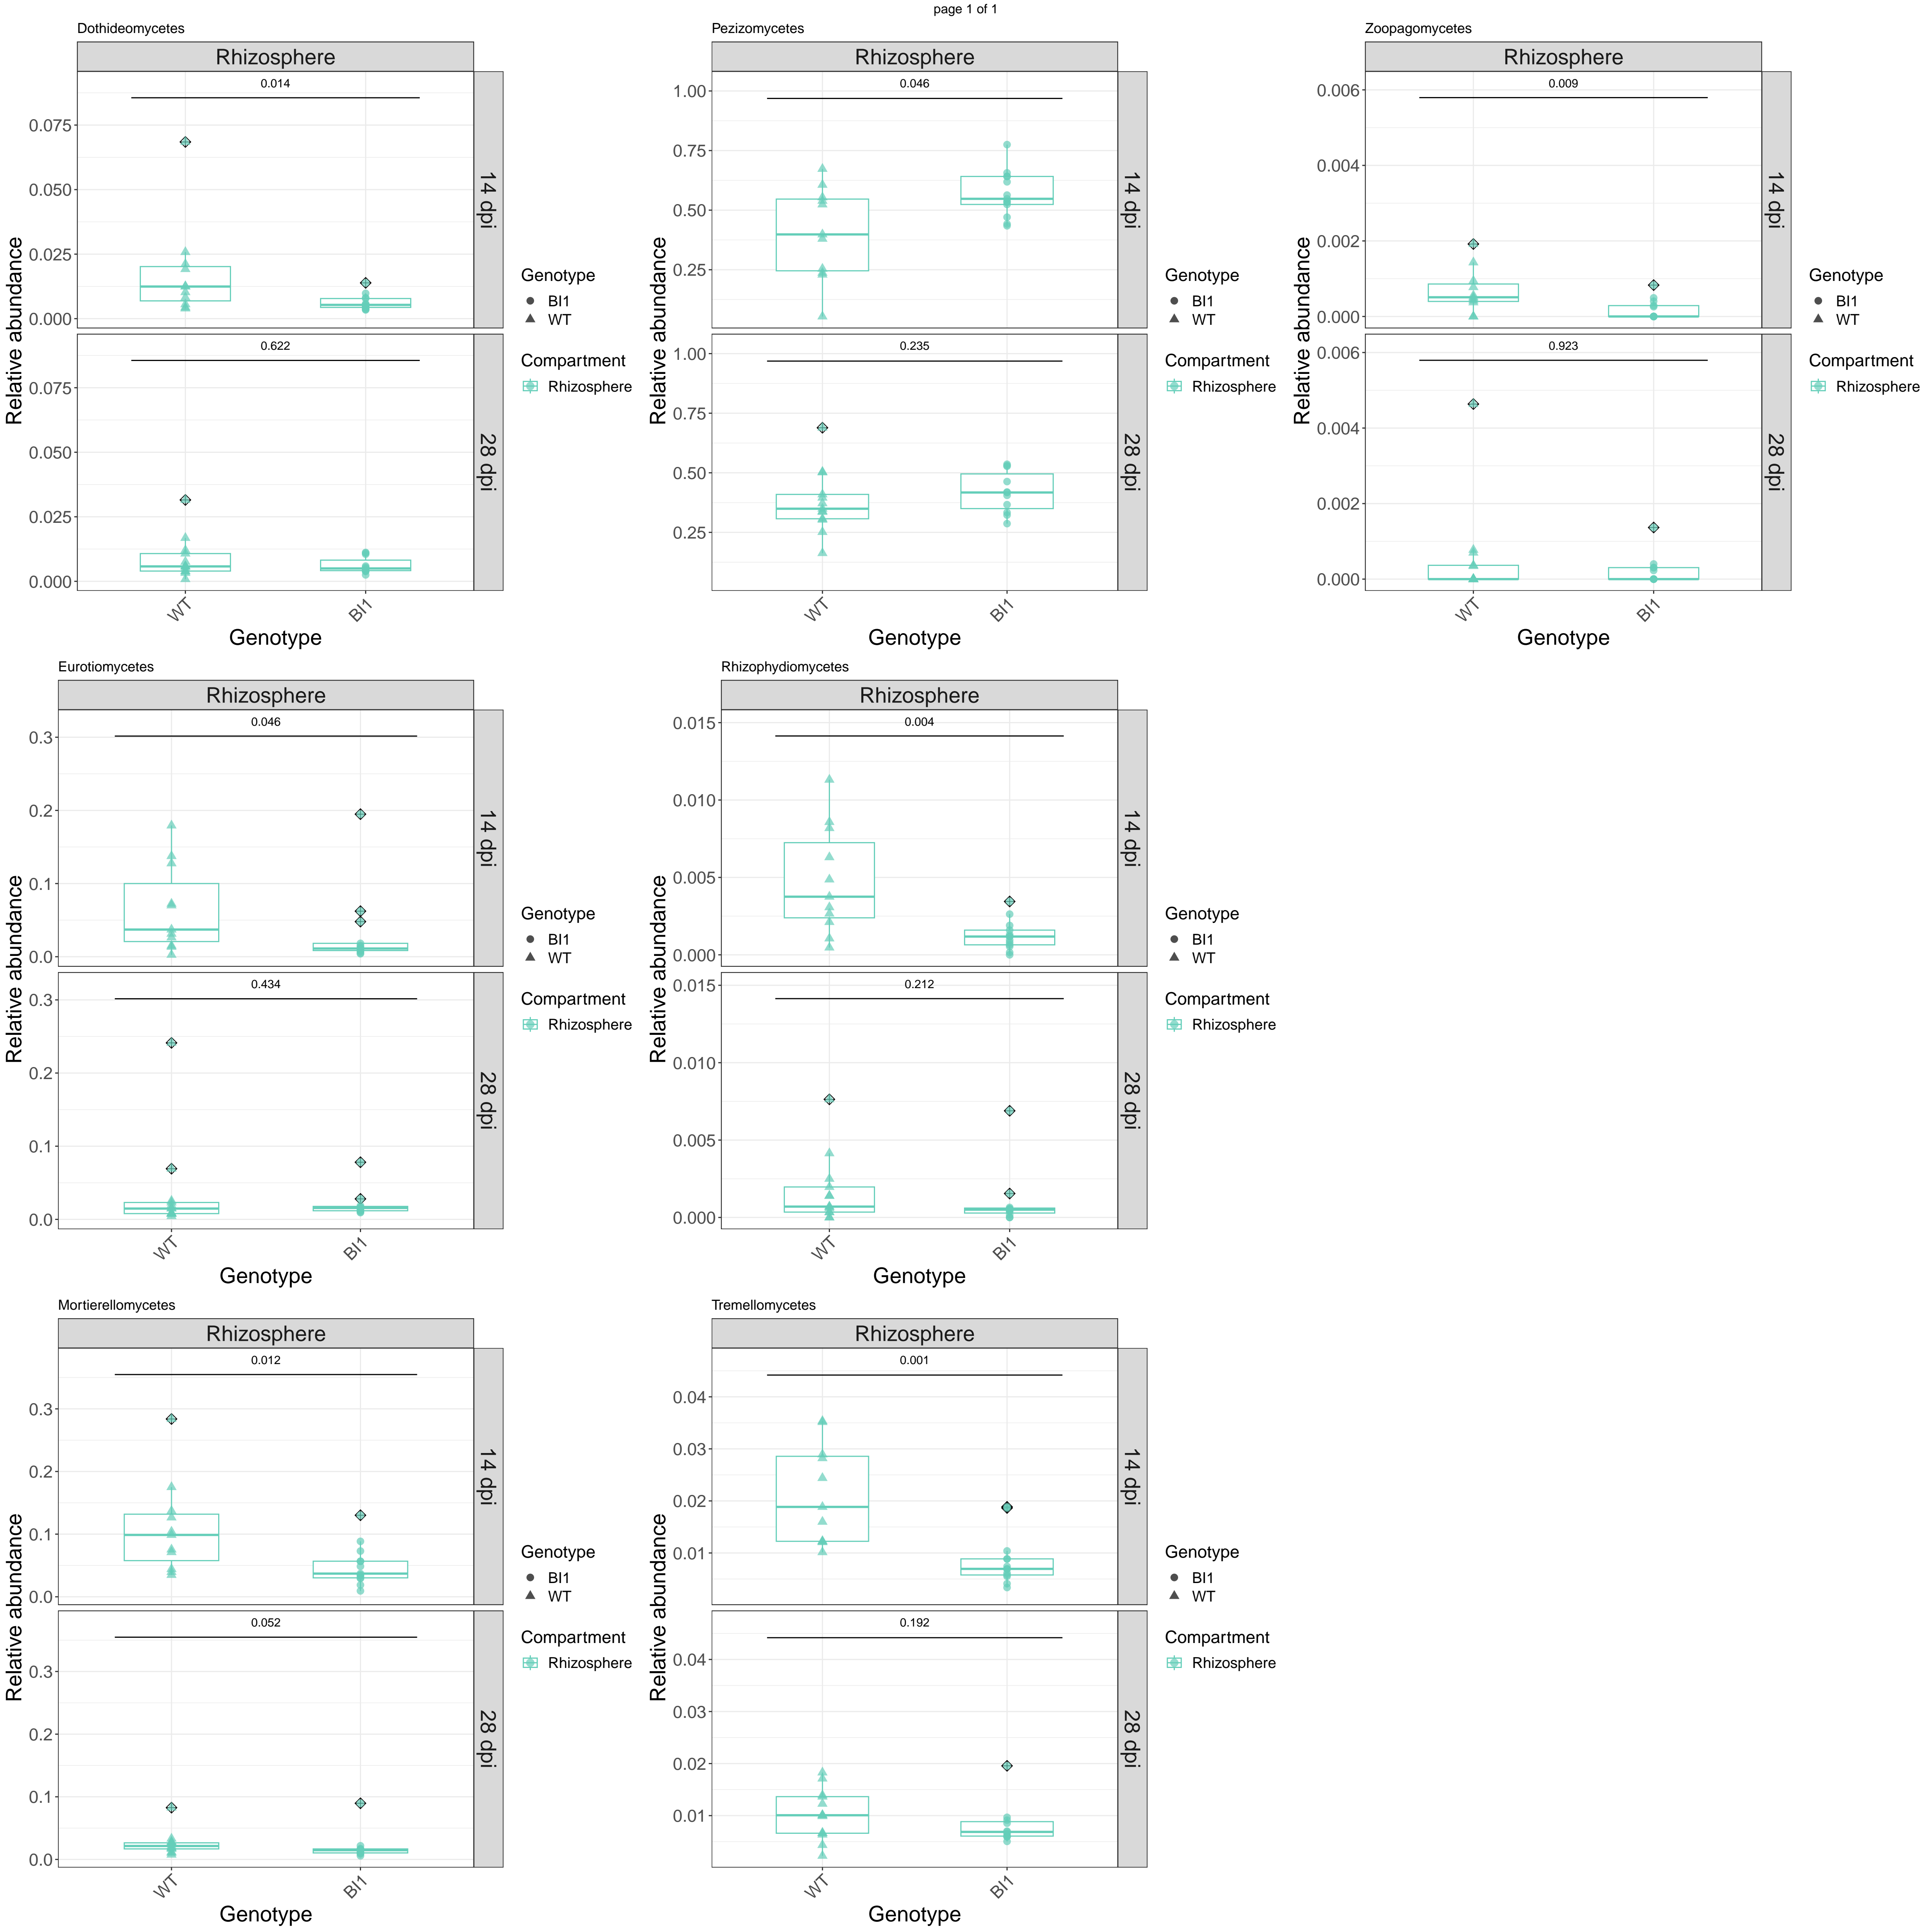 page 1 of 1
Dothideomycetes
Rhizosphere
0.014
0.075
0.050
0.025
0.000
14 dpi
0.622
0.075
0.050
0.025
0.000
28 dpi
Relative abundance
WT
BI1
Genotype
Genotype
BI1
WT
Compartment
Rhizosphere
Pezizomycetes
Rhizosphere
0.046
1.00
0.75
0.50
0.25
14 dpi
0.235
1.00
0.75
0.50
0.25
28 dpi
Relative abundance
WT
BI1
Genotype
Genotype
BI1
WT
Compartment
Rhizosphere
Zoopagomycetes
Rhizosphere
0.009
0.006
0.004
0.002
0.000
14 dpi
0.923
0.006
0.004
0.002
0.000
28 dpi
Relative abundance
WT
BI1
Genotype
Genotype
BI1
WT
Compartment
Rhizosphere
Eurotiomycetes
Rhizosphere
0.046
0.3
0.2
0.1
0.0
14 dpi
0.434
0.3
0.2
0.1
0.0
28 dpi
Relative abundance
WT
BI1
Genotype
Genotype
BI1
WT
Compartment
Rhizosphere
Rhizophydiomycetes
Rhizosphere
0.004
0.015
0.010
0.005
0.000
14 dpi
0.212
0.015
0.010
0.005
0.000
28 dpi
Relative abundance
WT
BI1
Genotype
Genotype
BI1
WT
Compartment
Rhizosphere
Mortierellomycetes
Rhizosphere
0.012
0.3
0.2
0.1
0.0
14 dpi
0.052
0.3
0.2
0.1
0.0
28 dpi
Relative abundance
WT
BI1
Genotype
Genotype
BI1
WT
Compartment
Rhizosphere
Tremellomycetes
Rhizosphere
0.001
0.04
0.03
0.02
0.01
14 dpi
0.192
0.04
0.03
0.02
0.01
28 dpi
Relative abundance
WT
BI1
Genotype
Genotype
BI1
WT
Compartment
Rhizosphere